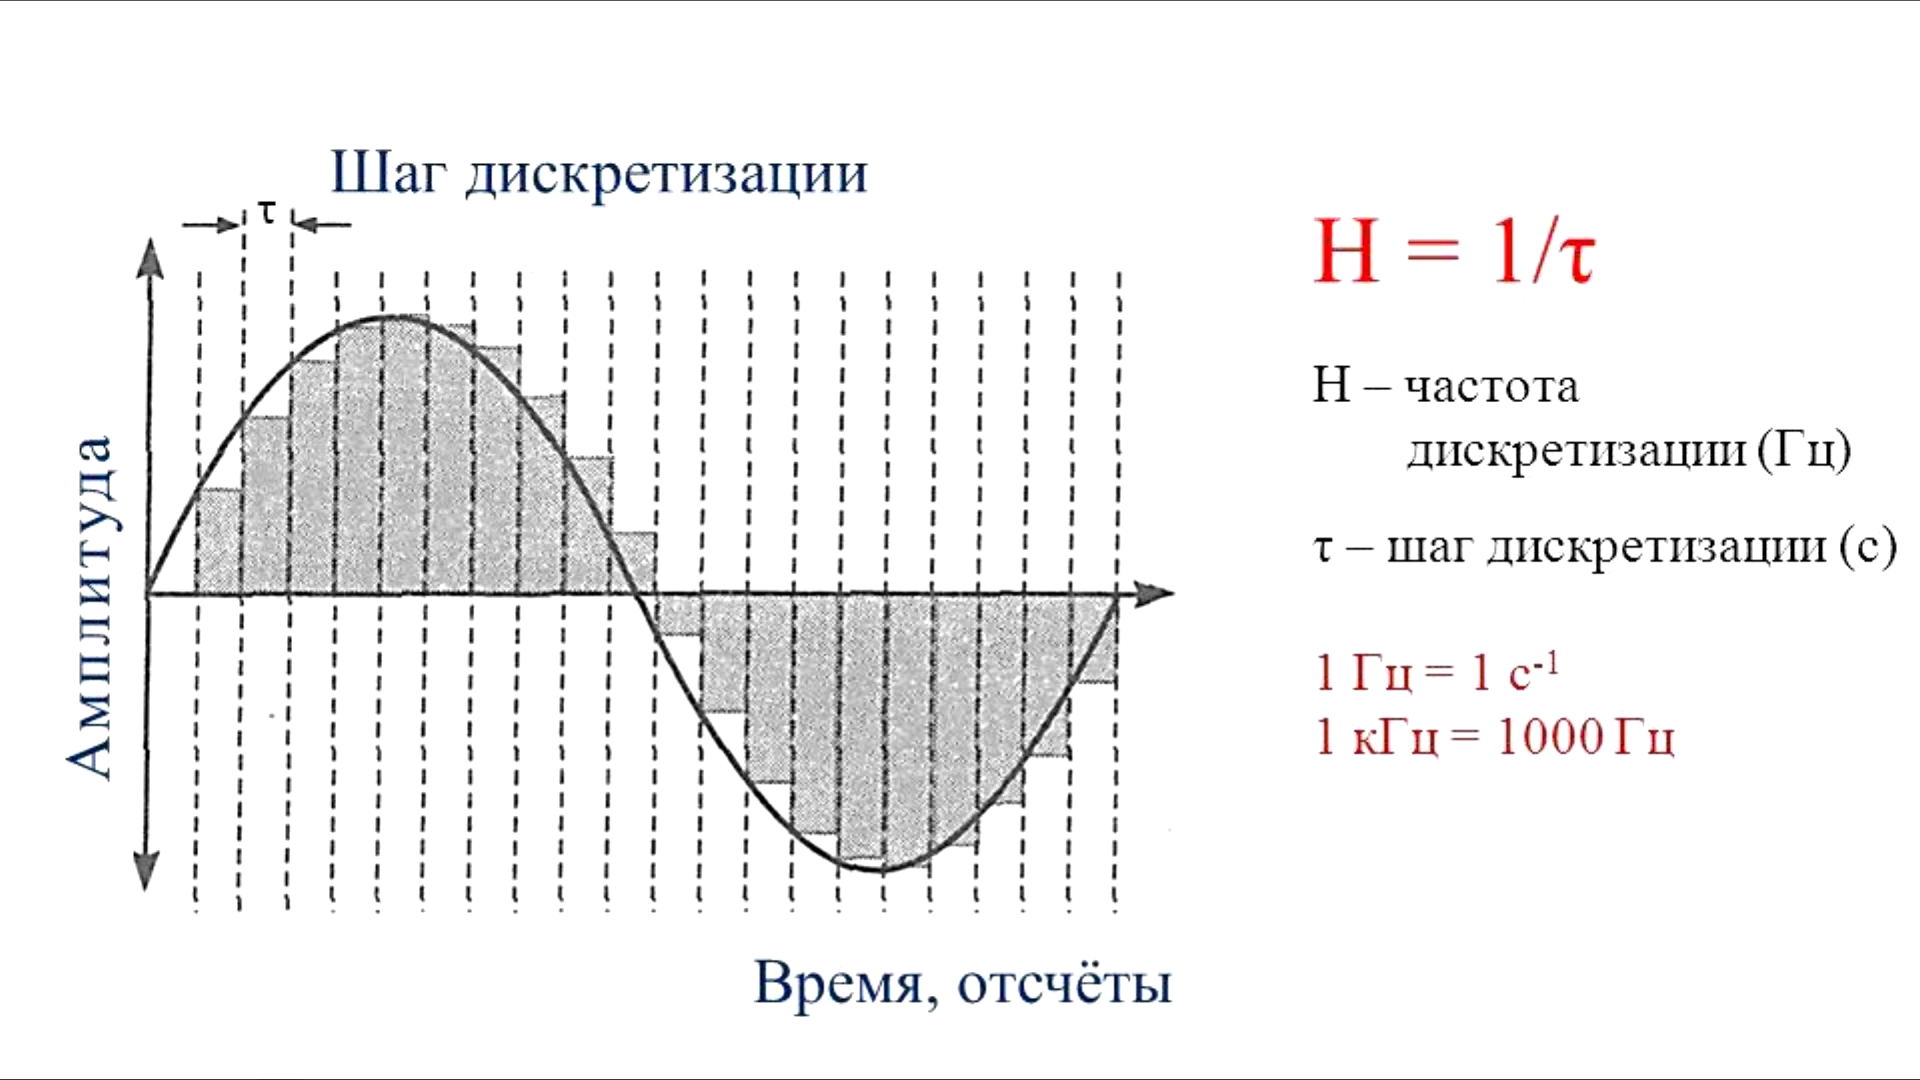 Шаг дискретизации
τ
Амплитуда
Время, отсчёты
H = 1/τ
H – частота
дискретизации (Гц)
τ – шаг дискретизации (с)
1 Гц = 1 с⁻¹
1 кГц = 1000 Гц